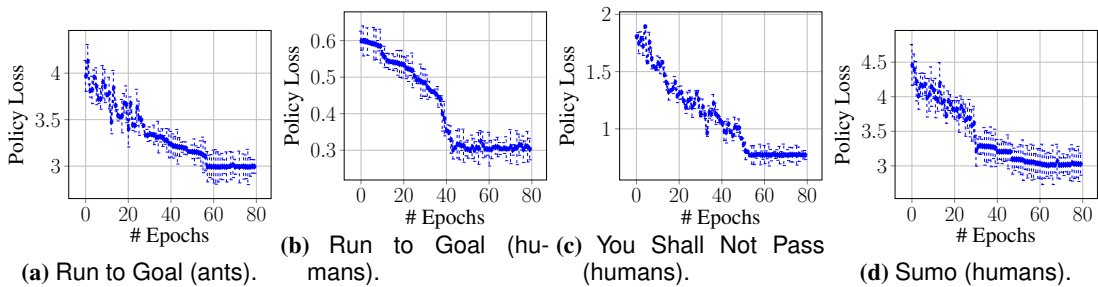 4
3.5
3
Policy Loss
0 20 40 60 80
# Epochs
(a) Run to Goal (ants).
0.6
0.5
0.4
0.3
Policy Loss
0 20 40 60 80
# Epochs
(b) Run to Goal (hu-
mans).
2
1.5
1
Policy Loss
0 20 40 60 80
# Epochs
(c) You Shall Not Pass
(humans).
4.5
4
3.5
3
Policy Loss
0 20 40 60 80
# Epochs
(d) Sumo (humans).